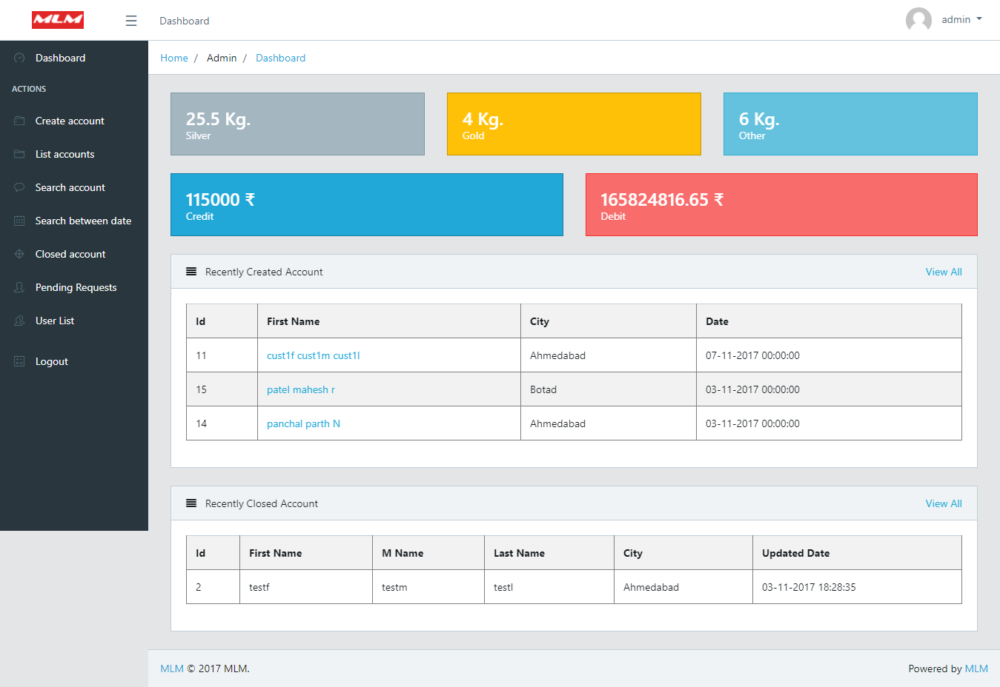 MLM
Dashboard
admin
Dashboard
ACTIONS
Create account
List accounts
Search account
Search between date
Closed account
Pending Requests
User List
Logout
Home / Admin / Dashboard
25.5 Kg.
Silver
4 Kg.
Gold
6 Kg.
Other
115000 ₹
Credit
165824816.65 ₹
Debit
Recently Created Account View All
Id First Name City Date
11 cust1f cust1m cust1l Ahmedabad 07-11-2017 00:00:00
15 patel mahesh r Botad 03-11-2017 00:00:00
14 panchal parth N Ahmedabad 03-11-2017 00:00:00
Recently Closed Account View All
Id First Name M Name Last Name City Updated Date
2 testf testm testl Ahmedabad 03-11-2017 18:28:35
MLM © 2017 MLM. Powered by MLM